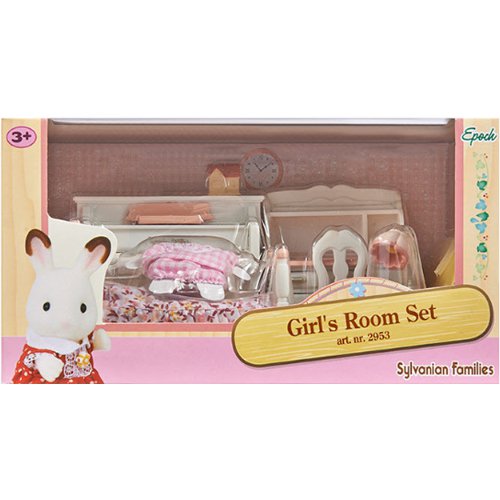 3+
Epoch
Girl's Room Set
art. nr. 2953
Sylvanian Families